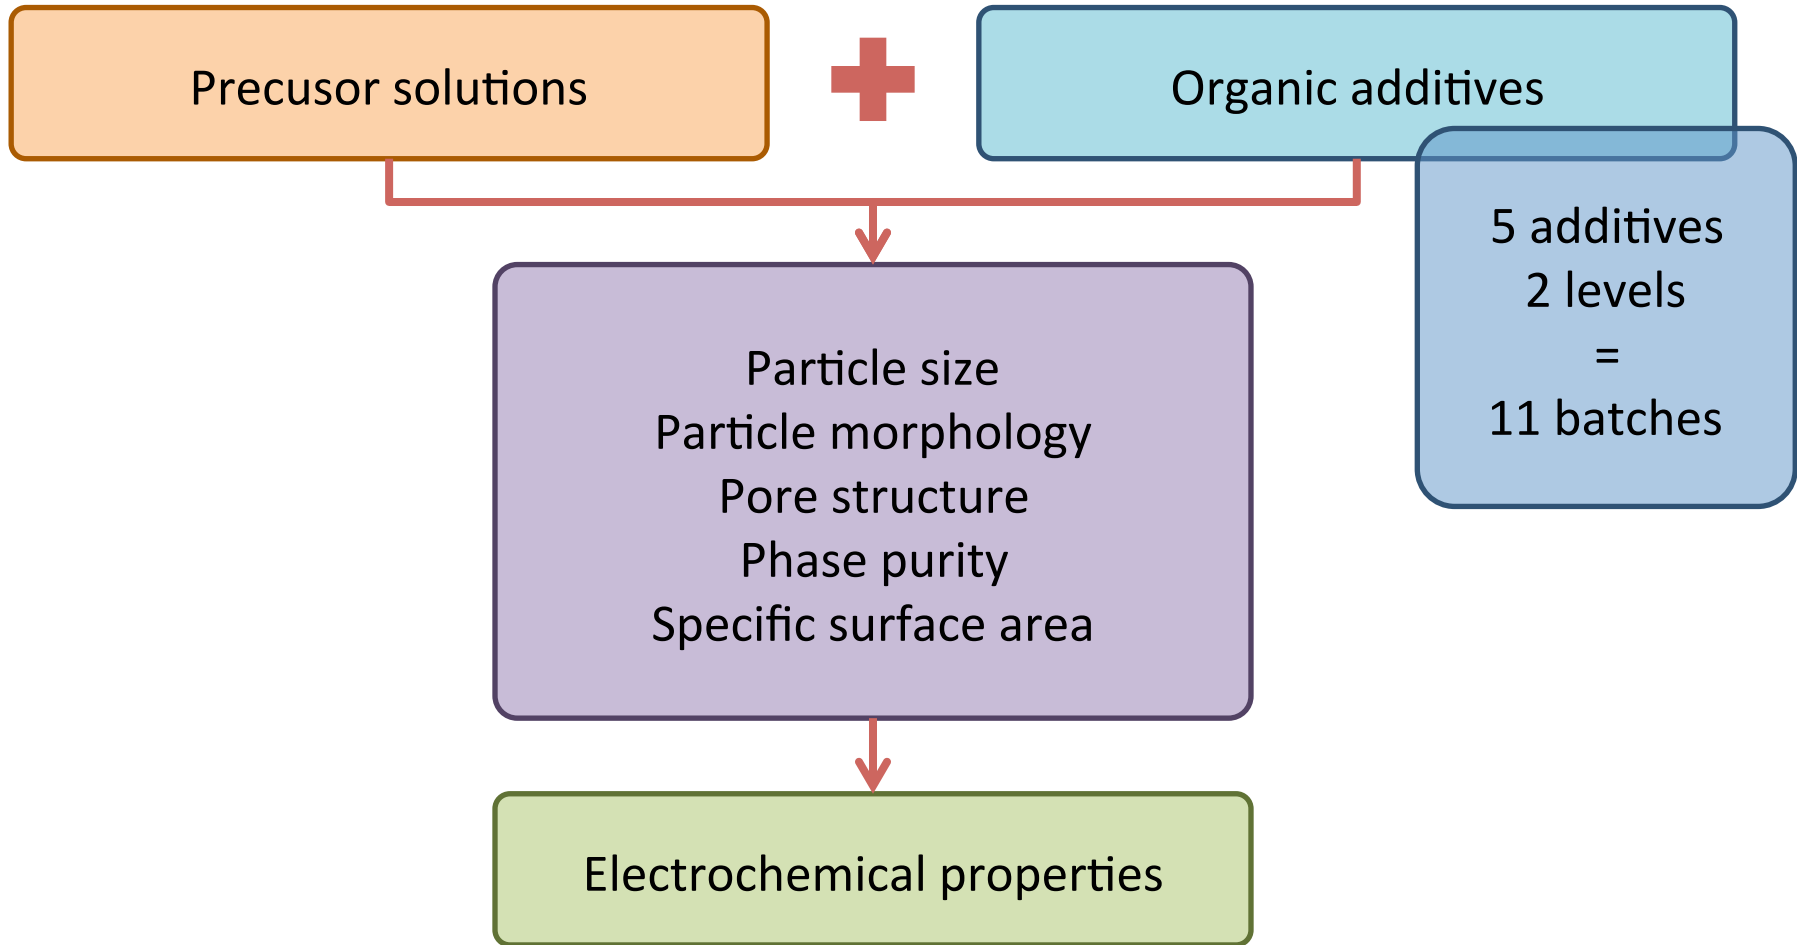 Precusor solutions
Organic additives
5 additives
2 levels
=
11 batches
Particle size
Particle morphology
Pore structure
Phase purity
Specific surface area
Electrochemical properties